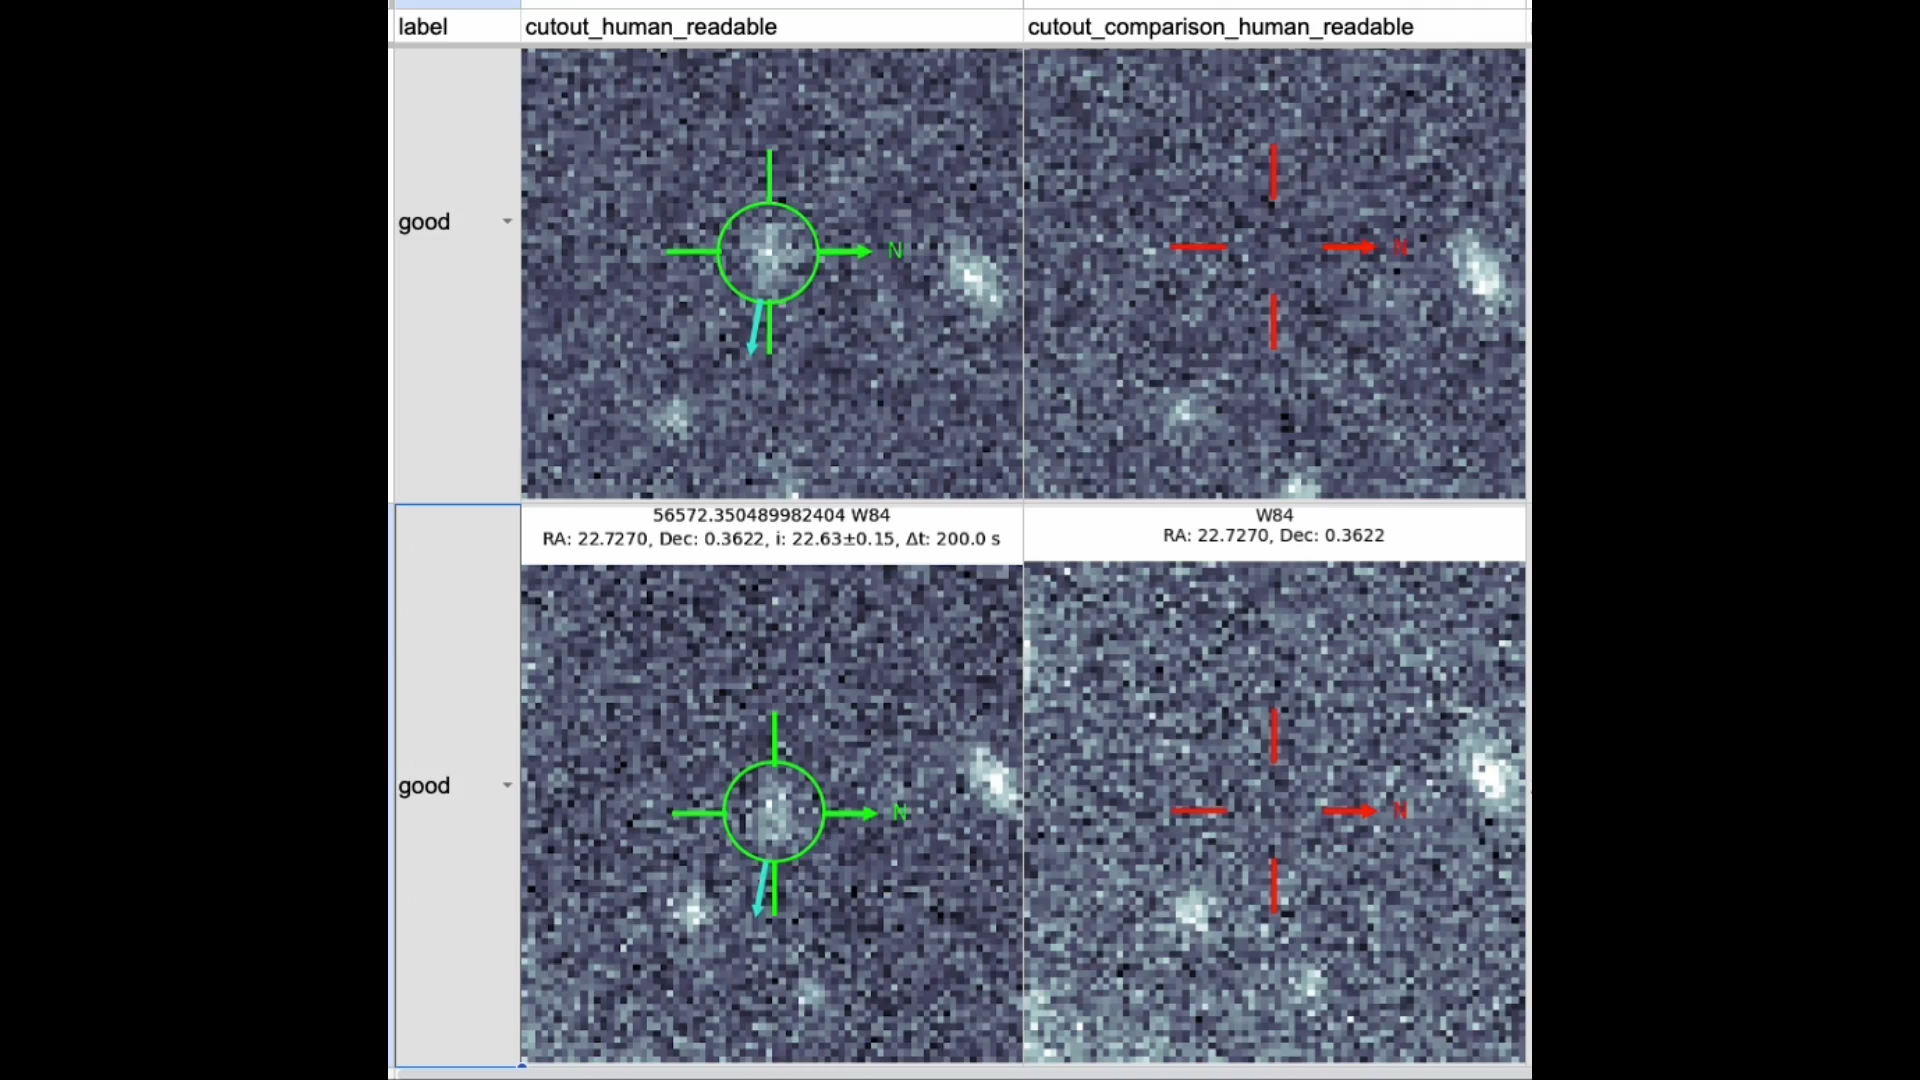 label cutout_human_readable cutout_comparison_human_readable
good
N N
56572.350489982404 W84 W84
RA: 22.7270, Dec: 0.3622, i: 22.63±0.15, Δt: 200.0 s RA: 22.7270, Dec: 0.3622
good
N N